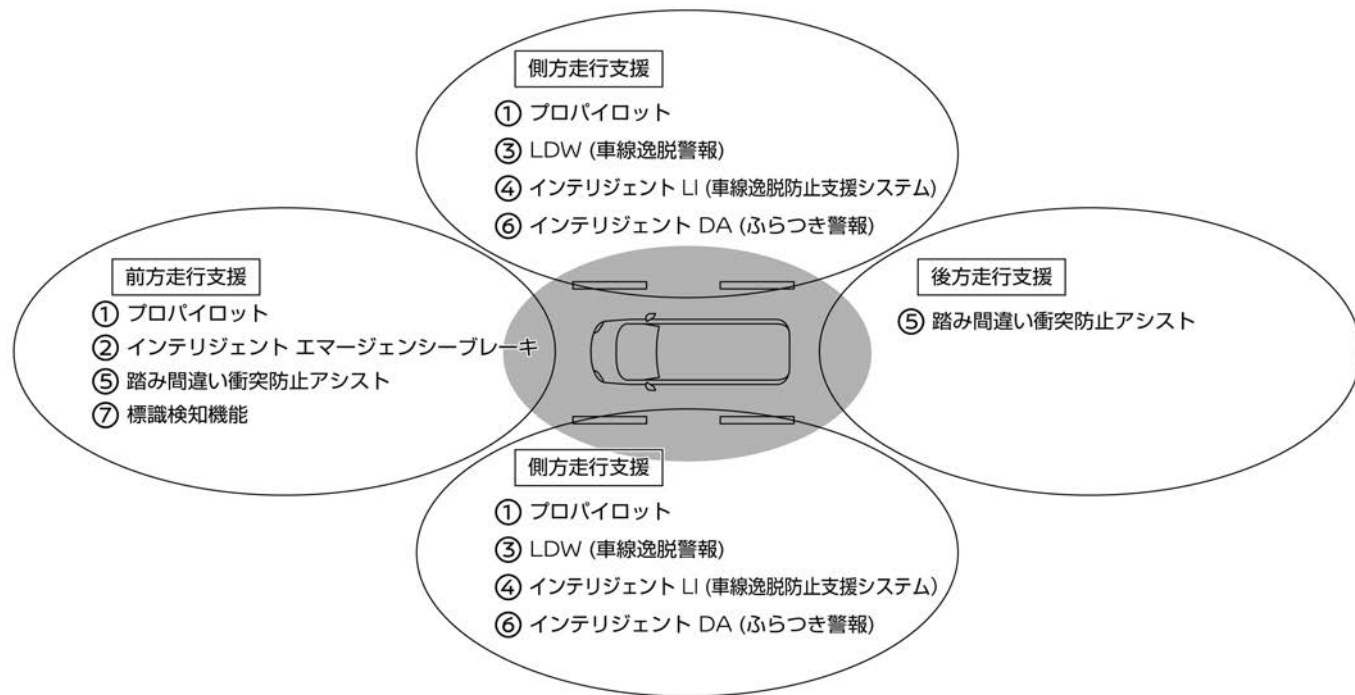 側方走行支援
① プロパイロット
③ LDW (車線逸脱警報)
④ インテリジェント LI (車線逸脱防止支援システム)
⑥ インテリジェント DA (ふらつき警報)
前方走行支援
① プロパイロット
② インテリジェント エマージェンシーブレーキ
⑤ 踏み間違い衝突防止アシスト
⑦ 標識検知機能
後方走行支援
⑤ 踏み間違い衝突防止アシスト
側方走行支援
① プロパイロット
③ LDW (車線逸脱警報)
④ インテリジェント LI (車線逸脱防止支援システム)
⑥ インテリジェント DA (ふらつき警報)